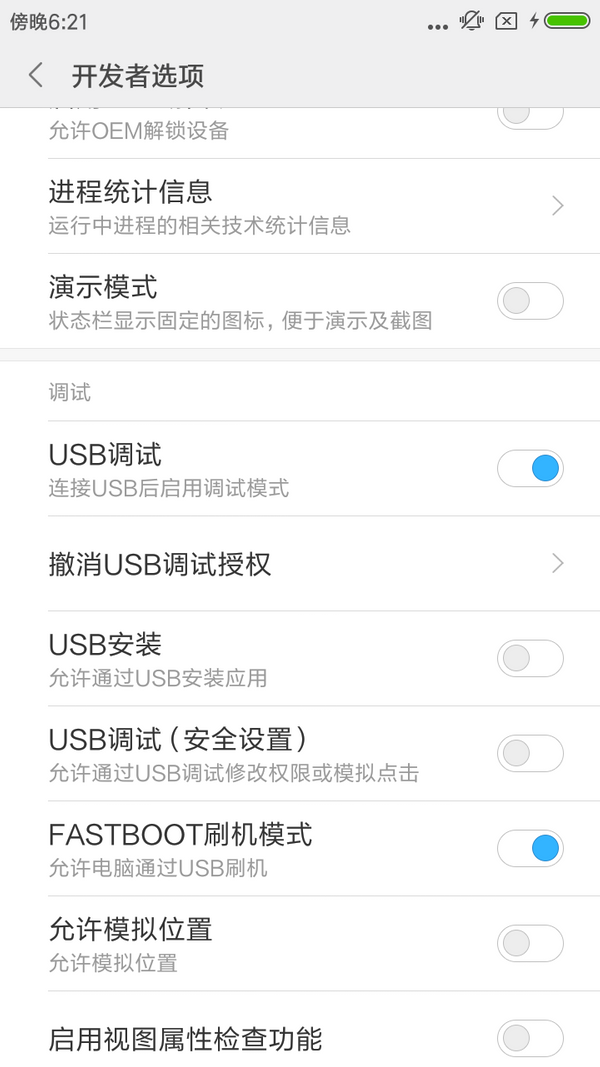 傍晚6:21
开发者选项
允许OEM解锁设备
进程统计信息
运行中进程的相关技术统计信息
演示模式
状态栏显示固定的图标，便于演示及截图
调试
USB调试
连接USB后启用调试模式
撤消USB调试授权
USB安装
允许通过USB安装应用
USB调试（安全设置）
允许通过USB调试修改权限或模拟点击
FASTBOOT刷机模式
允许电脑通过USB刷机
允许模拟位置
允许模拟位置
启用视图属性检查功能